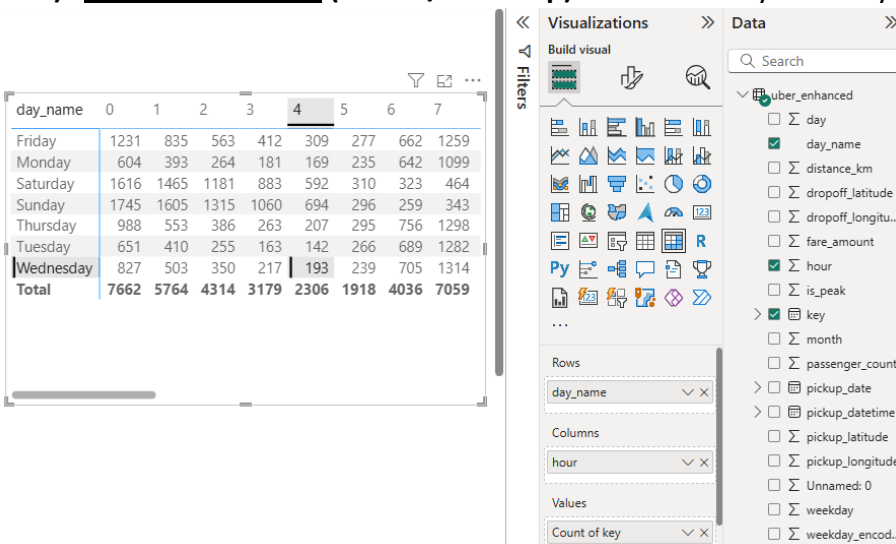 Visualizations
Data
Build visual
Search
Filters
uber_enhanced
day
day_name
distance_km
dropoff_latitude
dropoff_longitu...
fare_amount
hour
is_peak
key
month
passenger_count
pickup_date
pickup_datetime
pickup_latitude
pickup_longitude
Unnamed: 0
weekday
weekday_encod...
day_name 0 1 2 3 4 5 6 7
Friday 1231 835 563 412 309 277 662 1259
Monday 604 393 264 181 169 235 642 1099
Saturday 1616 1465 1181 883 592 310 323 464
Sunday 1745 1605 1315 1060 694 296 259 343
Thursday 988 553 386 263 207 295 756 1298
Tuesday 651 410 255 163 142 266 689 1282
Wednesday 827 503 350 217 193 239 705 1314
Total 7662 5764 4314 3179 2306 1918 4036 7059
123
R
Py
...
Rows
day_name
Columns
hour
Values
Count of key